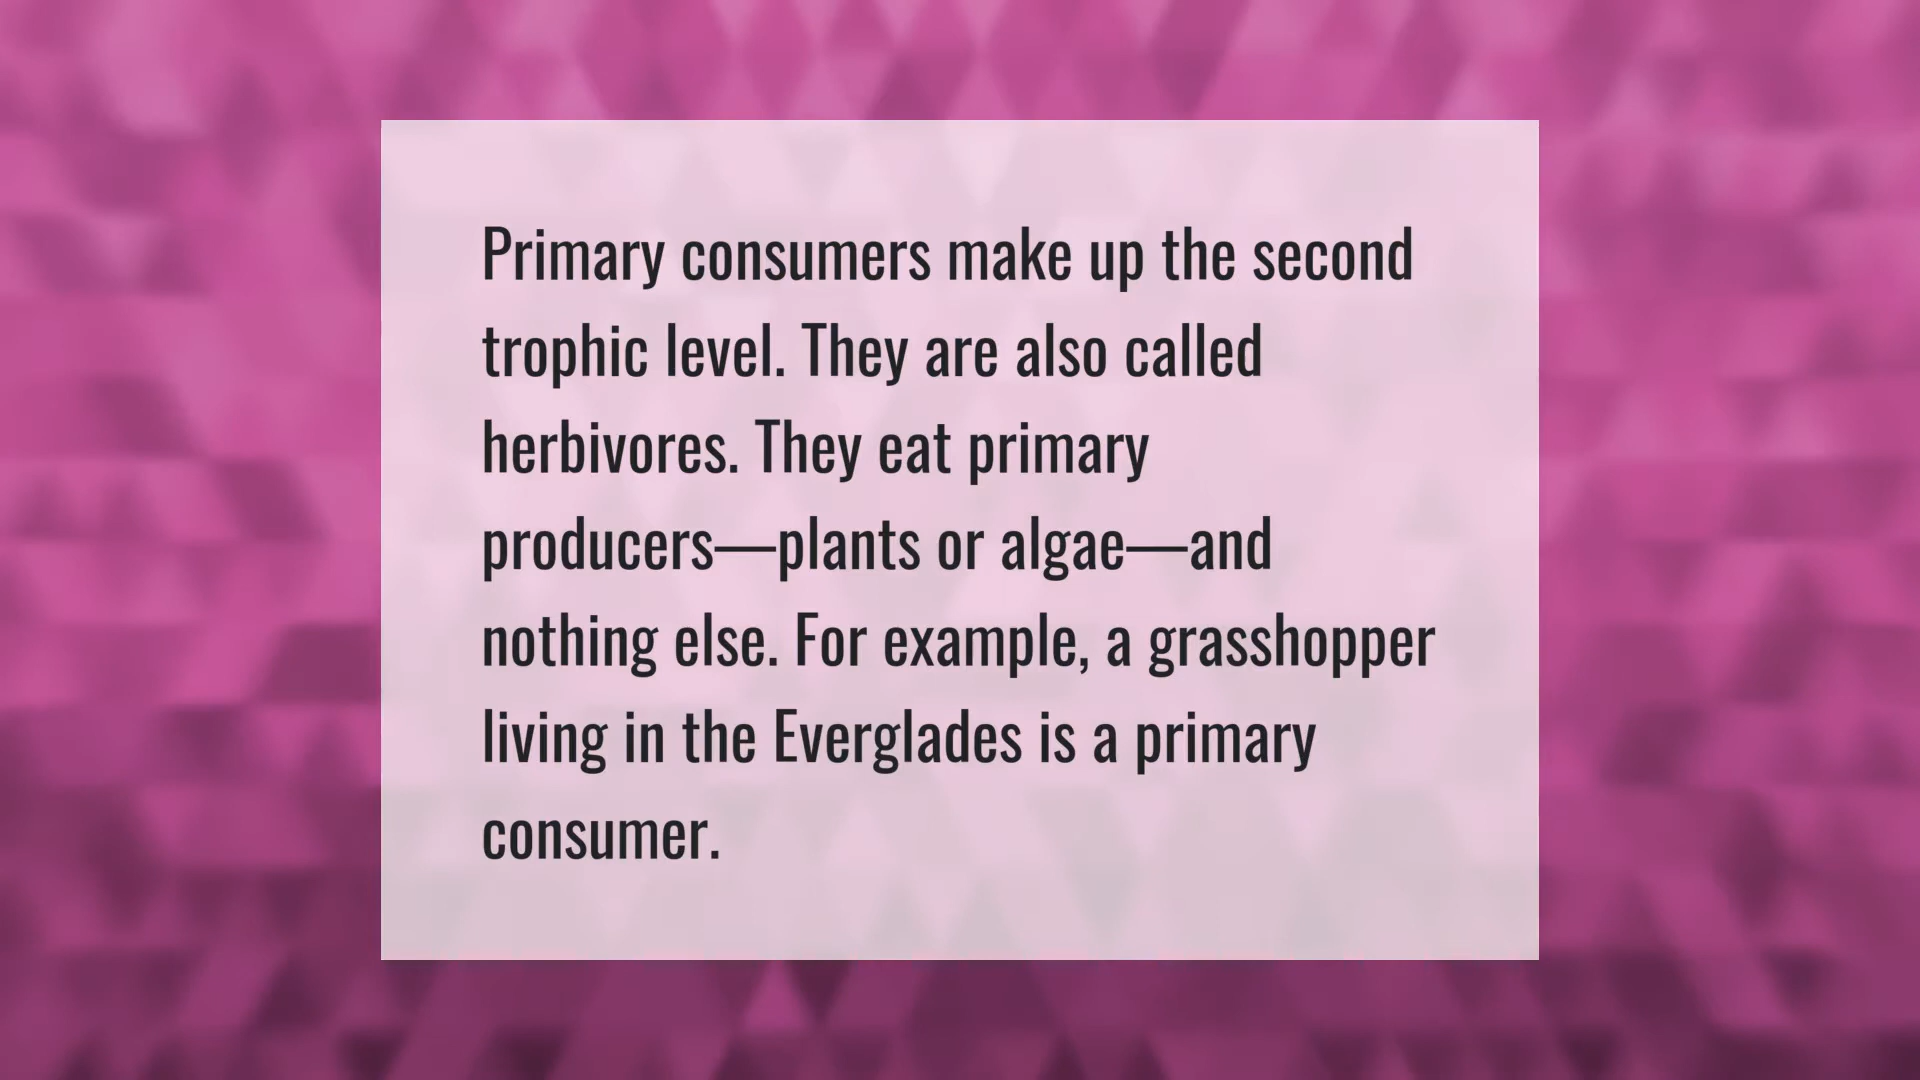 Primary consumers make up the second
trophic level. They are also called
herbivores. They eat primary
producers—plants or algae—and
nothing else. For example, a grasshopper
living in the Everglades is a primary
consumer.